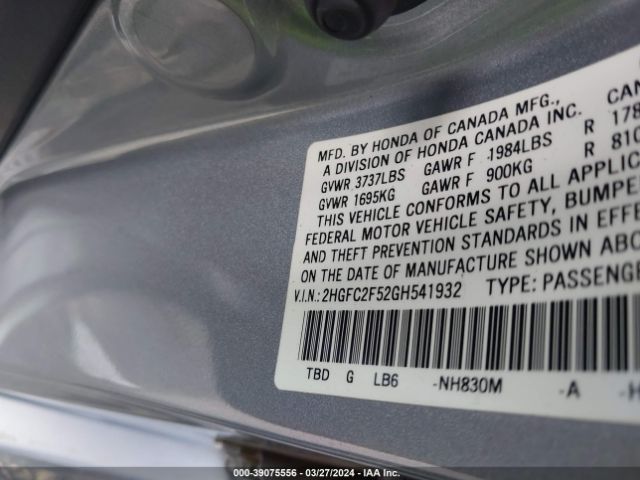 MFD. BY HONDA OF CANADA MFG., CAN
A DIVISION OF HONDA CANADA INC.
GVWR 3737LBS GAWR F 1984LBS R 178
GVWR 1695KG GAWR F 900KG R 810
THIS VEHICLE CONFORMS TO ALL APPLIC
FEDERAL MOTOR VEHICLE SAFETY, BUMPE
AND THEFT PREVENTION STANDARDS IN EFFE
ON THE DATE OF MANUFACTURE SHOWN ABO
V.I.N.: 2HGFC2F52GH541932 TYPE: PASSENGE
TBD G LB6 -NH830M -A -H
2-39075556 | 03/27/2024 | IAA Inc.